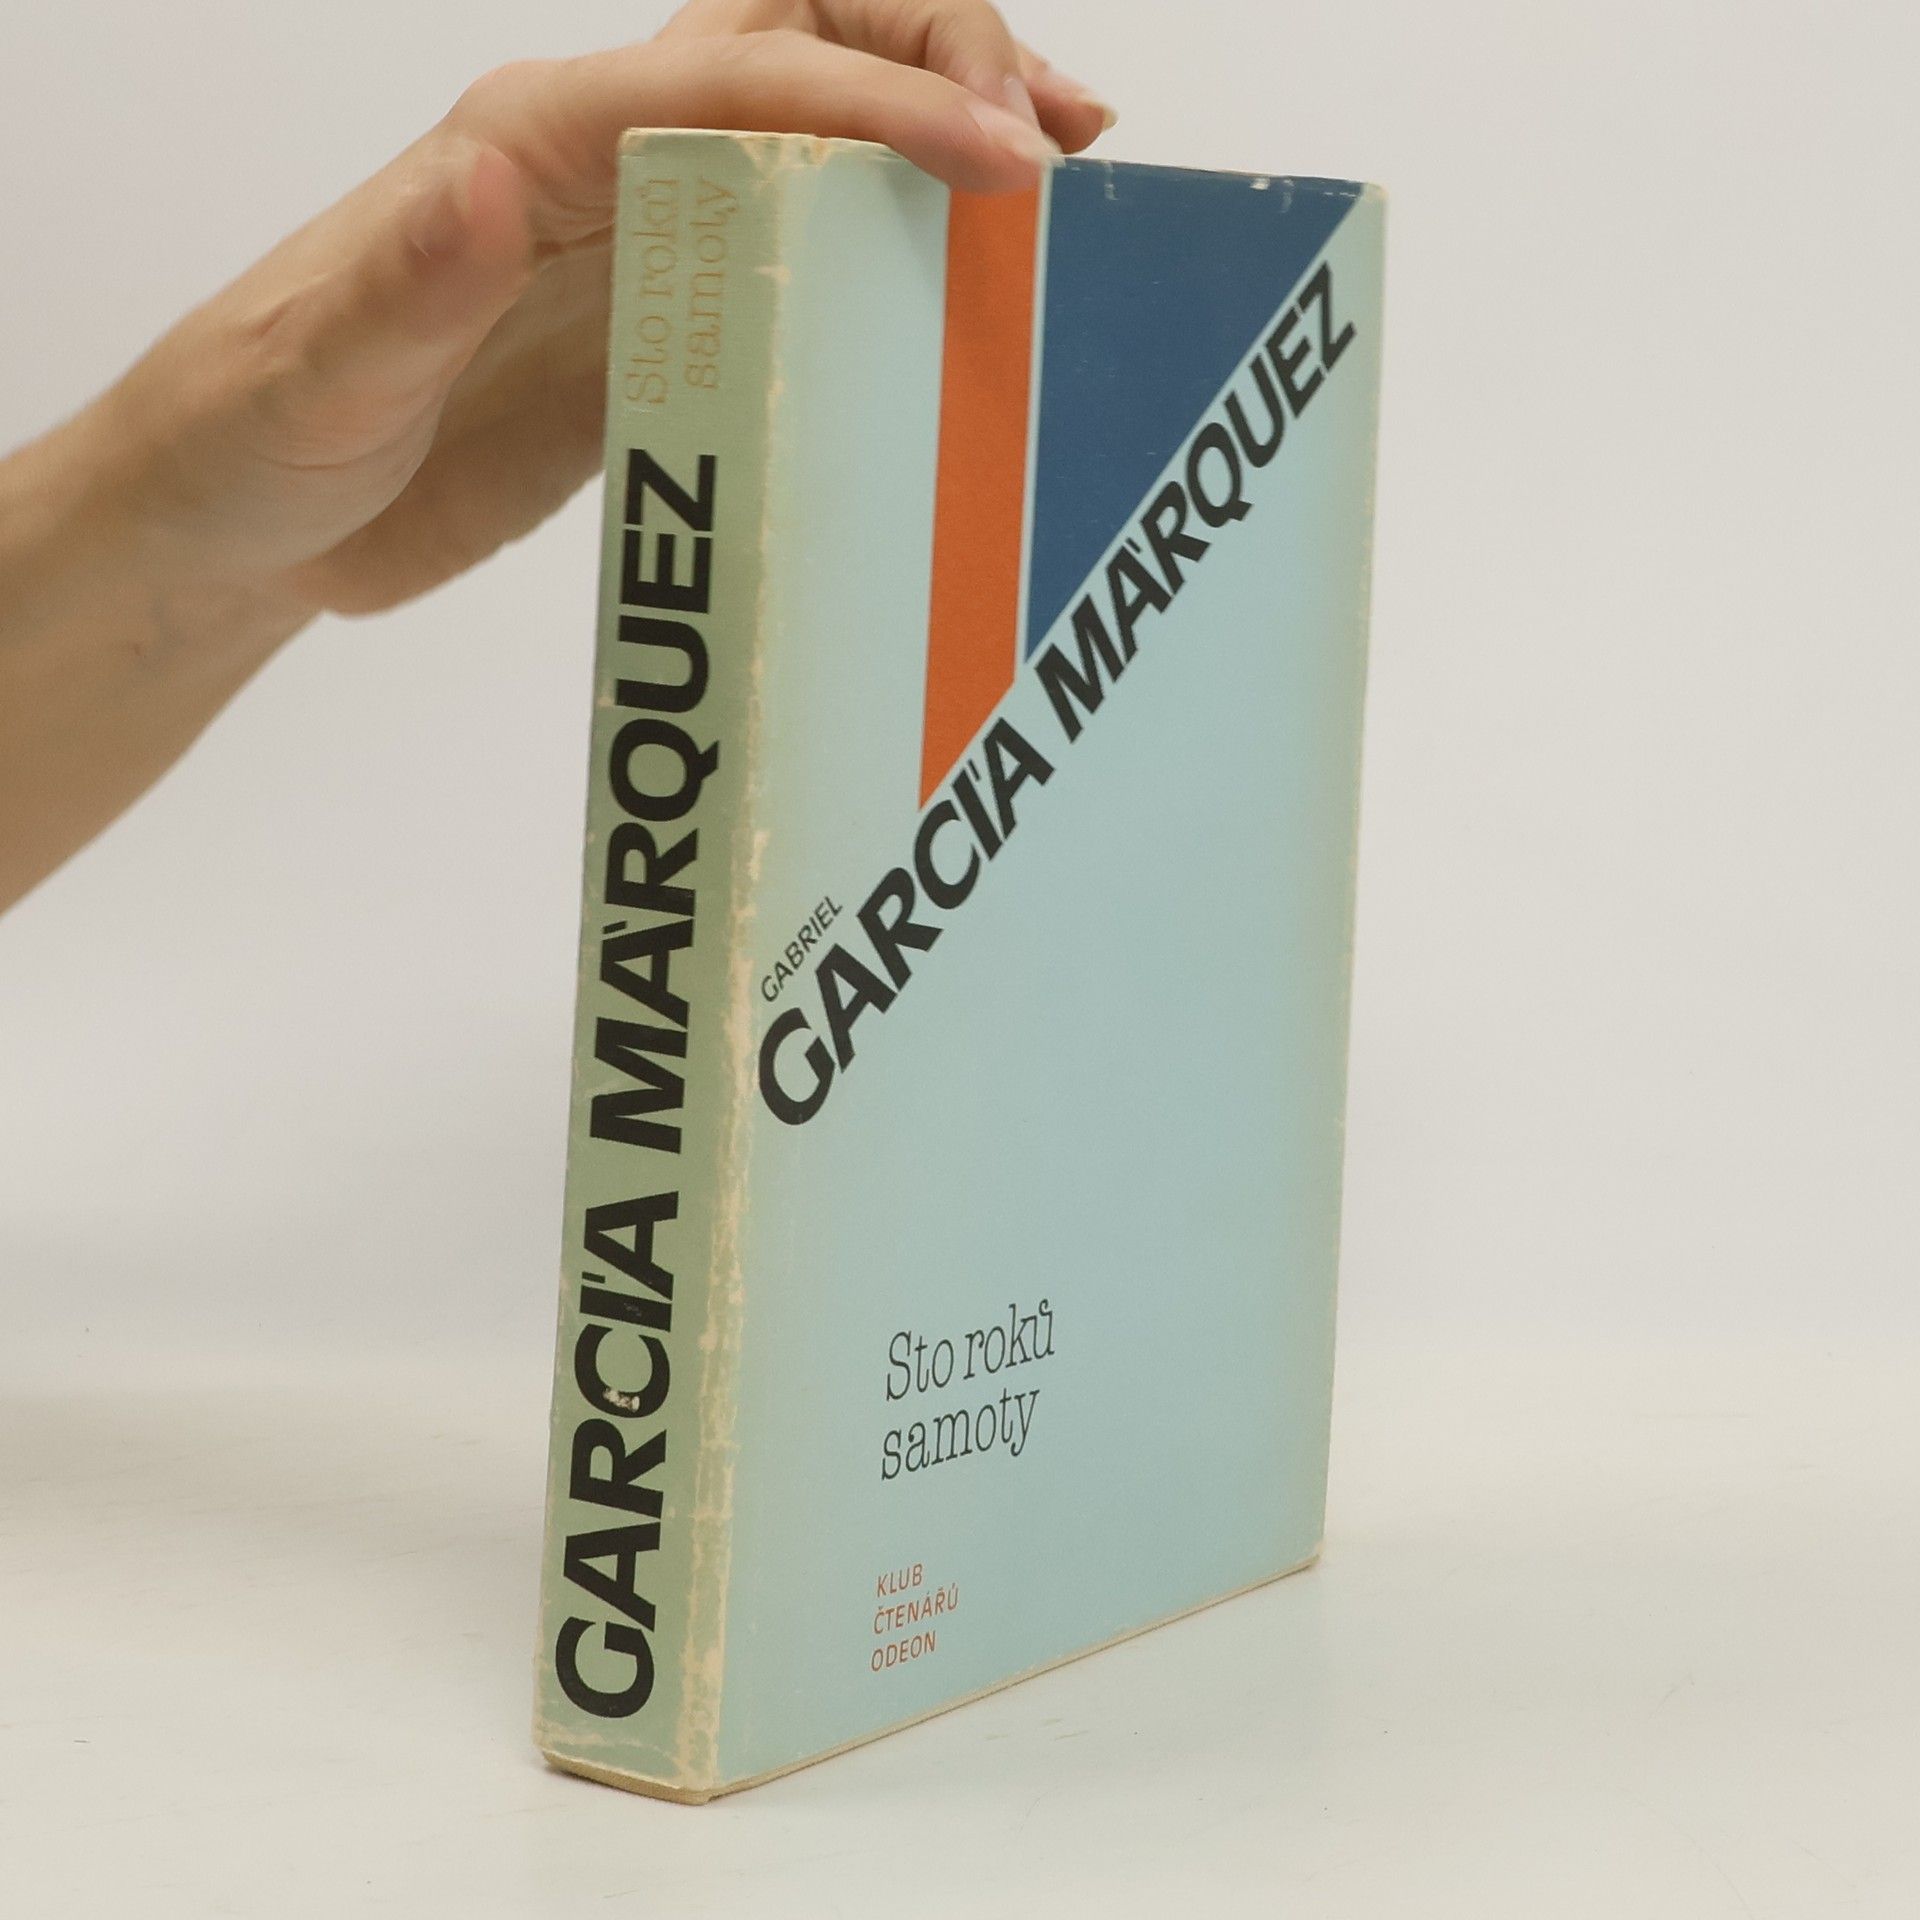 Sto roků
samoty
GARCÍA MÁRQUEZ
GABRIEL
GARCÍA MÁRQUEZ
Sto roků
samoty
KLUB
ČTENÁŘŮ
ODEON